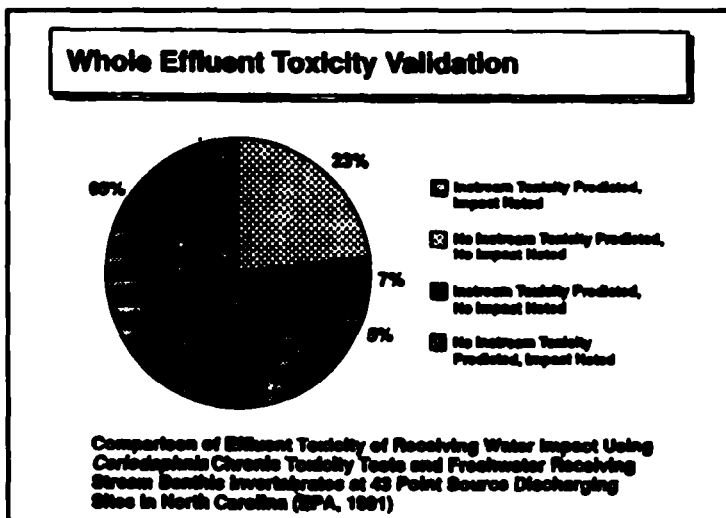 Whole Effluent Toxicity Validation
23%
7%
5%
Instream Toxicity Predicted,
Impact Noted
No Instream Toxicity Predicted,
No Impact Noted
Instream Toxicity Predicted,
No Impact Noted
No Instream Toxicity
Predicted, Impact Noted
Comparison of Effluent Toxicity of Receiving Water Impact Using
Ceriodaphnia Chronic Toxicity Tests and Freshwater Receiving
Stream Benthic Invertebrates at 43 Point Source Discharging
Sites in North Carolina (EPA, 1991)